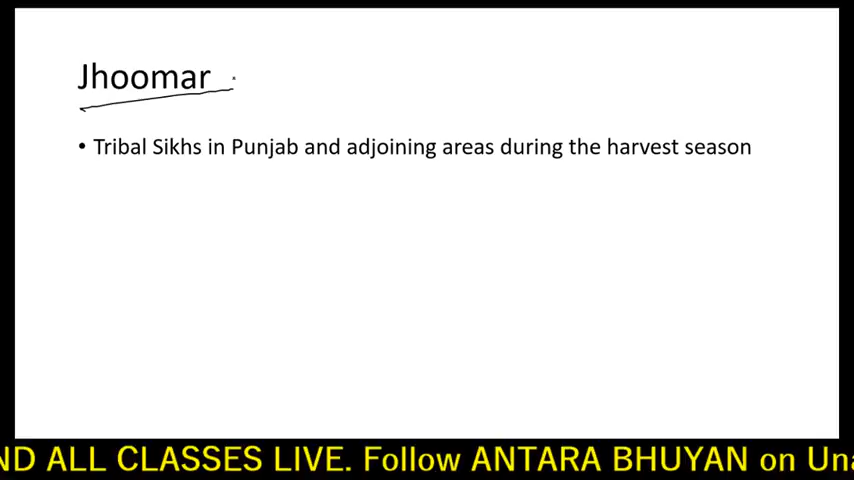 Jhoomar
• Tribal Sikhs in Punjab and adjoining areas during the harvest season
ND ALL CLASSES LIVE. Follow ANTARA BHUYAN on Una